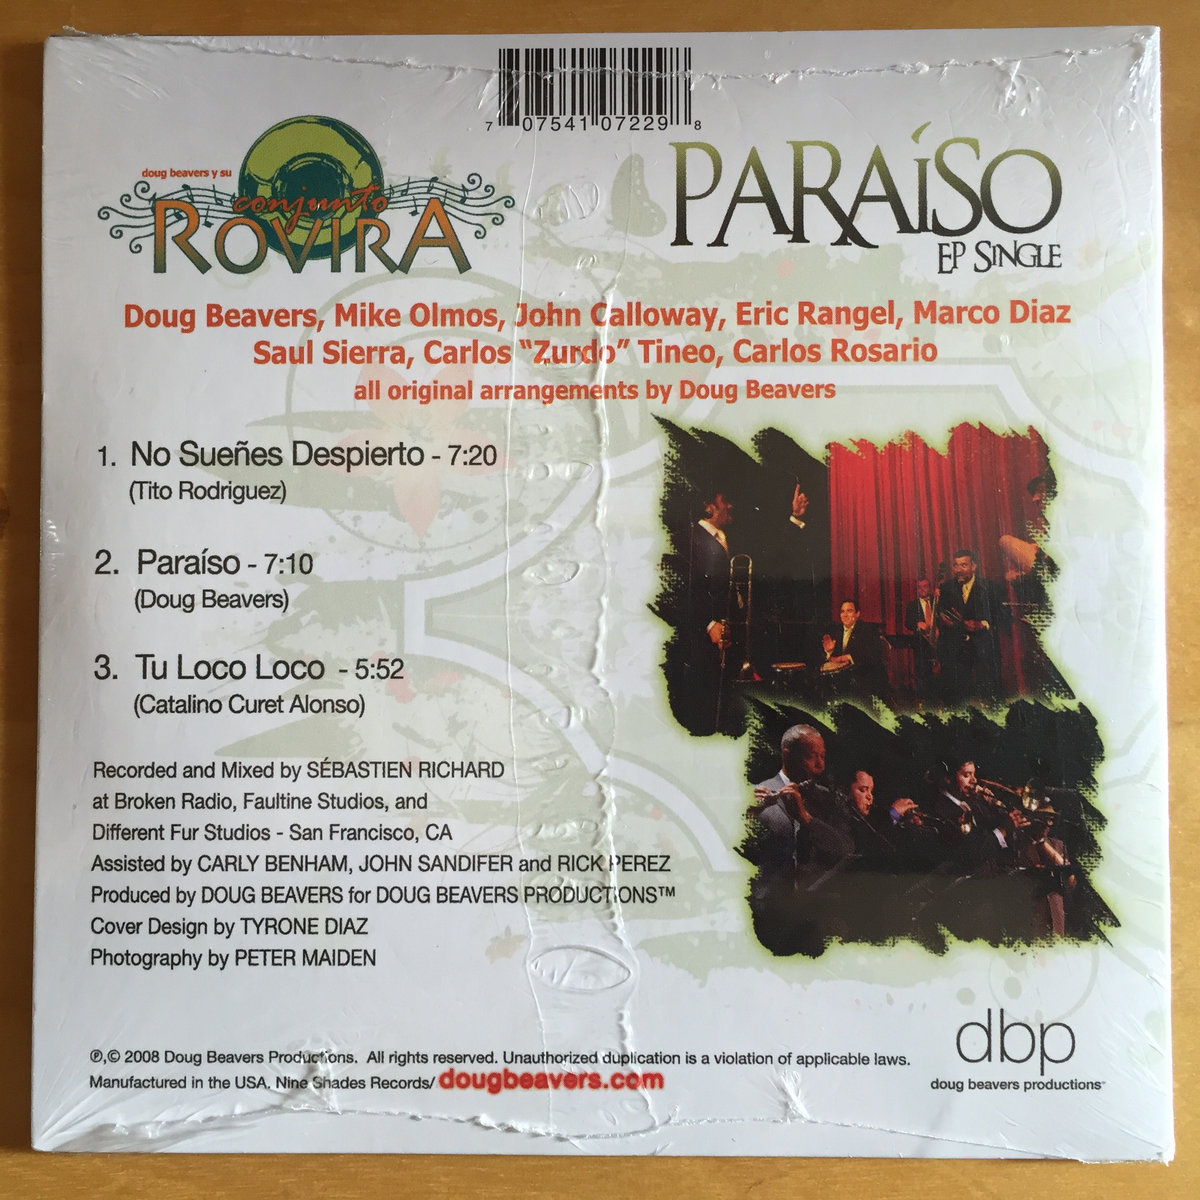 7 07541 07229 8
doug beavers y su
conjunto
ROVIRA
PARAÍSO
EP SINGLE
Doug Beavers, Mike Olmos, John Calloway, Eric Rangel, Marco Diaz
Saul Sierra, Carlos “Zurdo” Tineo, Carlos Rosario
all original arrangements by Doug Beavers
1. No Sueñes Despierto - 7:20
(Tito Rodriguez)
2. Paraíso - 7:10
(Doug Beavers)
3. Tu Loco Loco - 5:52
(Catalino Curet Alonso)
Recorded and Mixed by SÉBASTIEN RICHARD
at Broken Radio, Faultine Studios, and
Different Fur Studios - San Francisco, CA
Assisted by CARLY BENHAM, JOHN SANDIFER and RICK PEREZ
Produced by DOUG BEAVERS for DOUG BEAVERS PRODUCTIONS™
Cover Design by TYRONE DIAZ
Photography by PETER MAIDEN
℗,© 2008 Doug Beavers Productions. All rights reserved. Unauthorized duplication is a violation of applicable laws.
Manufactured in the USA. Nine Shades Records/ dougbeavers.com
dbp
doug beavers productions™